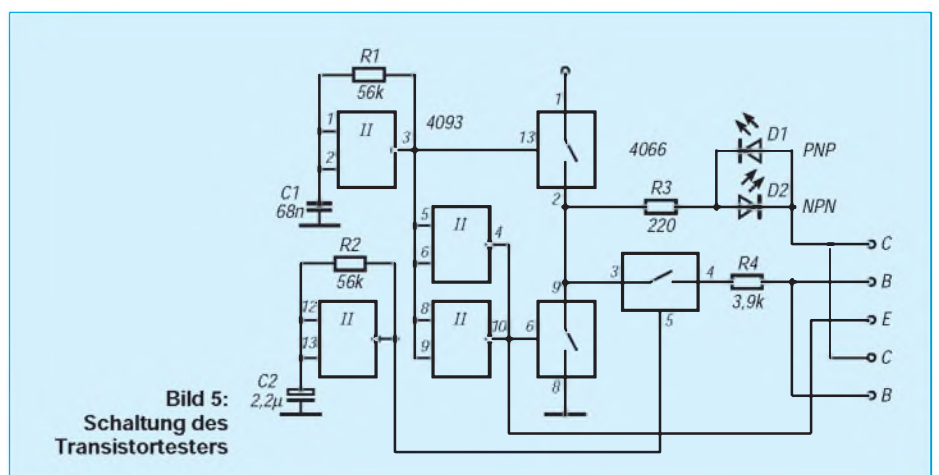 R1
56k
1
2
II
3
4093
C1
68n
1
13
2
4066
D1
PNP
D2
NPN
R3
220
5
6
II
4
R2
56k
12
13
II
8
9
II
10
6
9
8
3
4
5
R4
3,9k
C
B
E
C
B
C2
2,2µ
Bild 5:
Schaltung des
Transistortesters